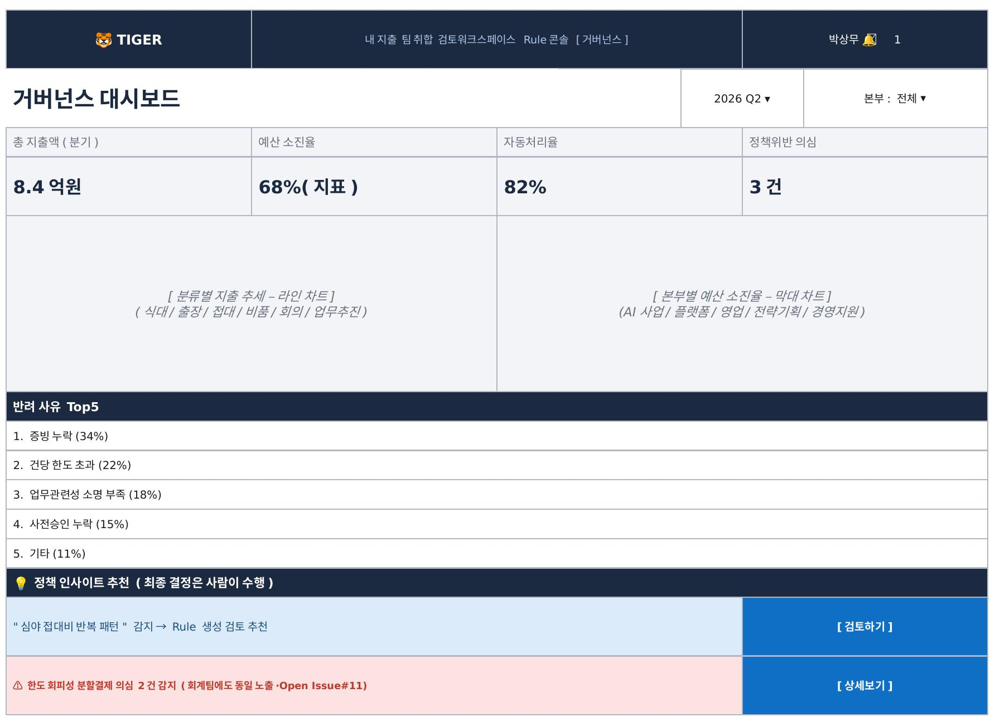 🐯 TIGER
내 지출 팀 취합 검토워크스페이스 Rule 콘솔 [ 거버넌스 ]
박상무 🔔 1
거버넌스 대시보드
2026 Q2 ▾
본부 : 전체 ▾
총 지출액 ( 분기 )
예산 소진율
자동처리율
정책위반 의심
8.4 억원
68%( 지표 )
82%
3 건
[ 분류별 지출 추세 – 라인 차트 ]
( 식대 / 출장 / 접대 / 비품 / 회의 / 업무추진 )
[ 본부별 예산 소진율 – 막대 차트 ]
(AI 사업 / 플랫폼 / 영업 / 전략기획 / 경영지원 )
반려 사유 Top5
1. 증빙 누락 (34%)
2. 건당 한도 초과 (22%)
3. 업무관련성 소명 부족 (18%)
4. 사전승인 누락 (15%)
5. 기타 (11%)
💡 정책 인사이트 추천 ( 최종 결정은 사람이 수행 )
" 심야 접대비 반복 패턴 " 감지 → Rule 생성 검토 추천
[ 검토하기 ]
⚠ 한도 회피성 분할결제 의심 2 건 감지 ( 회계팀에도 동일 노출 ·Open Issue#11)
[ 상세보기 ]